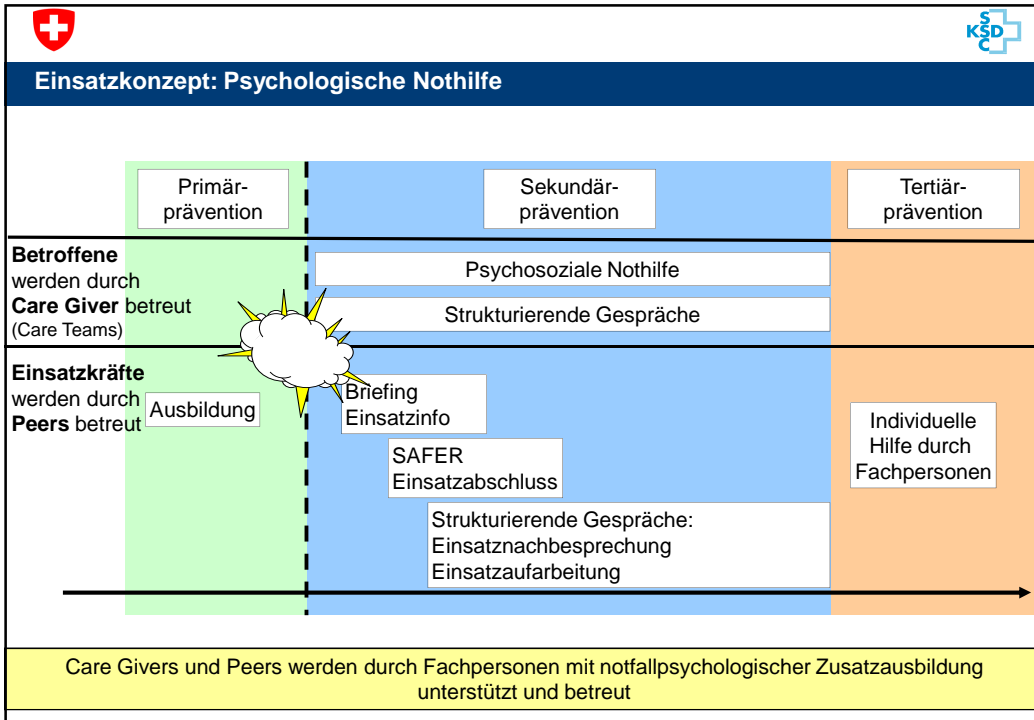 KSD
S
S
C
Einsatzkonzept: Psychologische Nothilfe
Primär-
prävention
Sekundär-
prävention
Tertiär-
prävention
Betroffene
werden durch
Care Giver betreut
(Care Teams)
Psychosoziale Nothilfe
Strukturierende Gespräche
Einsatzkräfte
werden durch
Peers betreut
Ausbildung
Briefing
Einsatzinfo
SAFER
Einsatzabschluss
Strukturierende Gespräche:
Einsatznachbesprechung
Einsatzaufarbeitung
Individuelle
Hilfe durch
Fachpersonen
Care Givers und Peers werden durch Fachpersonen mit notfallpsychologischer Zusatzausbildung
unterstützt und betreut